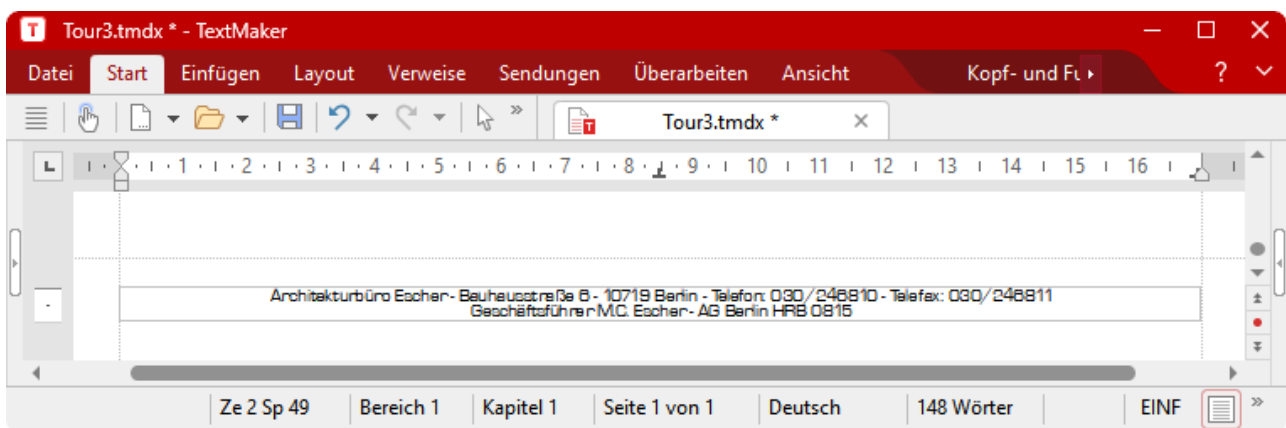 T Tour3.tmdx * - TextMaker
Datei Start Einfügen Layout Verweise Sendungen Überarbeiten Ansicht Kopf- und Fu ?
T Tour3.tmdx *
L 1 2 3 4 5 6 7 8 9 10 11 12 13 14 15 16
Architekturbüro Escher - Bauhausstraße 6 - 10719 Berlin - Telefon: 030/246810 - Telefax: 030/246811
Geschäftsführer M.C. Escher - AG Berlin HRB 0815
Ze 2 Sp 49 Bereich 1 Kapitel 1 Seite 1 von 1 Deutsch 148 Wörter EINF